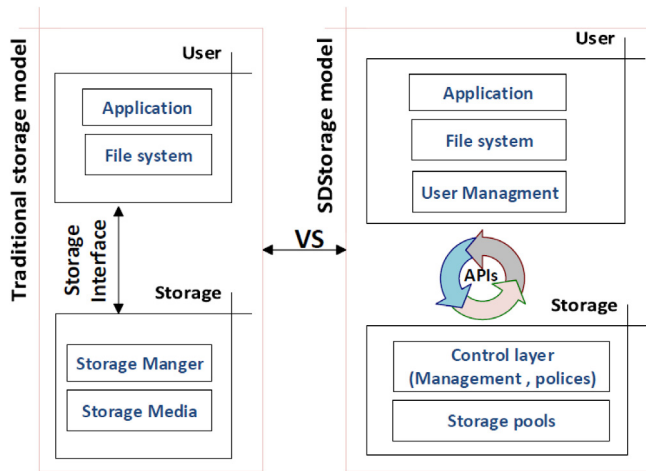 Traditional storage model
User
Application
File system
Storage
Interface
Storage
Storage Manger
Storage Media
VS
SDStorage model
User
Application
File system
User Managment
APIs
Storage
Control layer
(Management , polices)
Storage pools